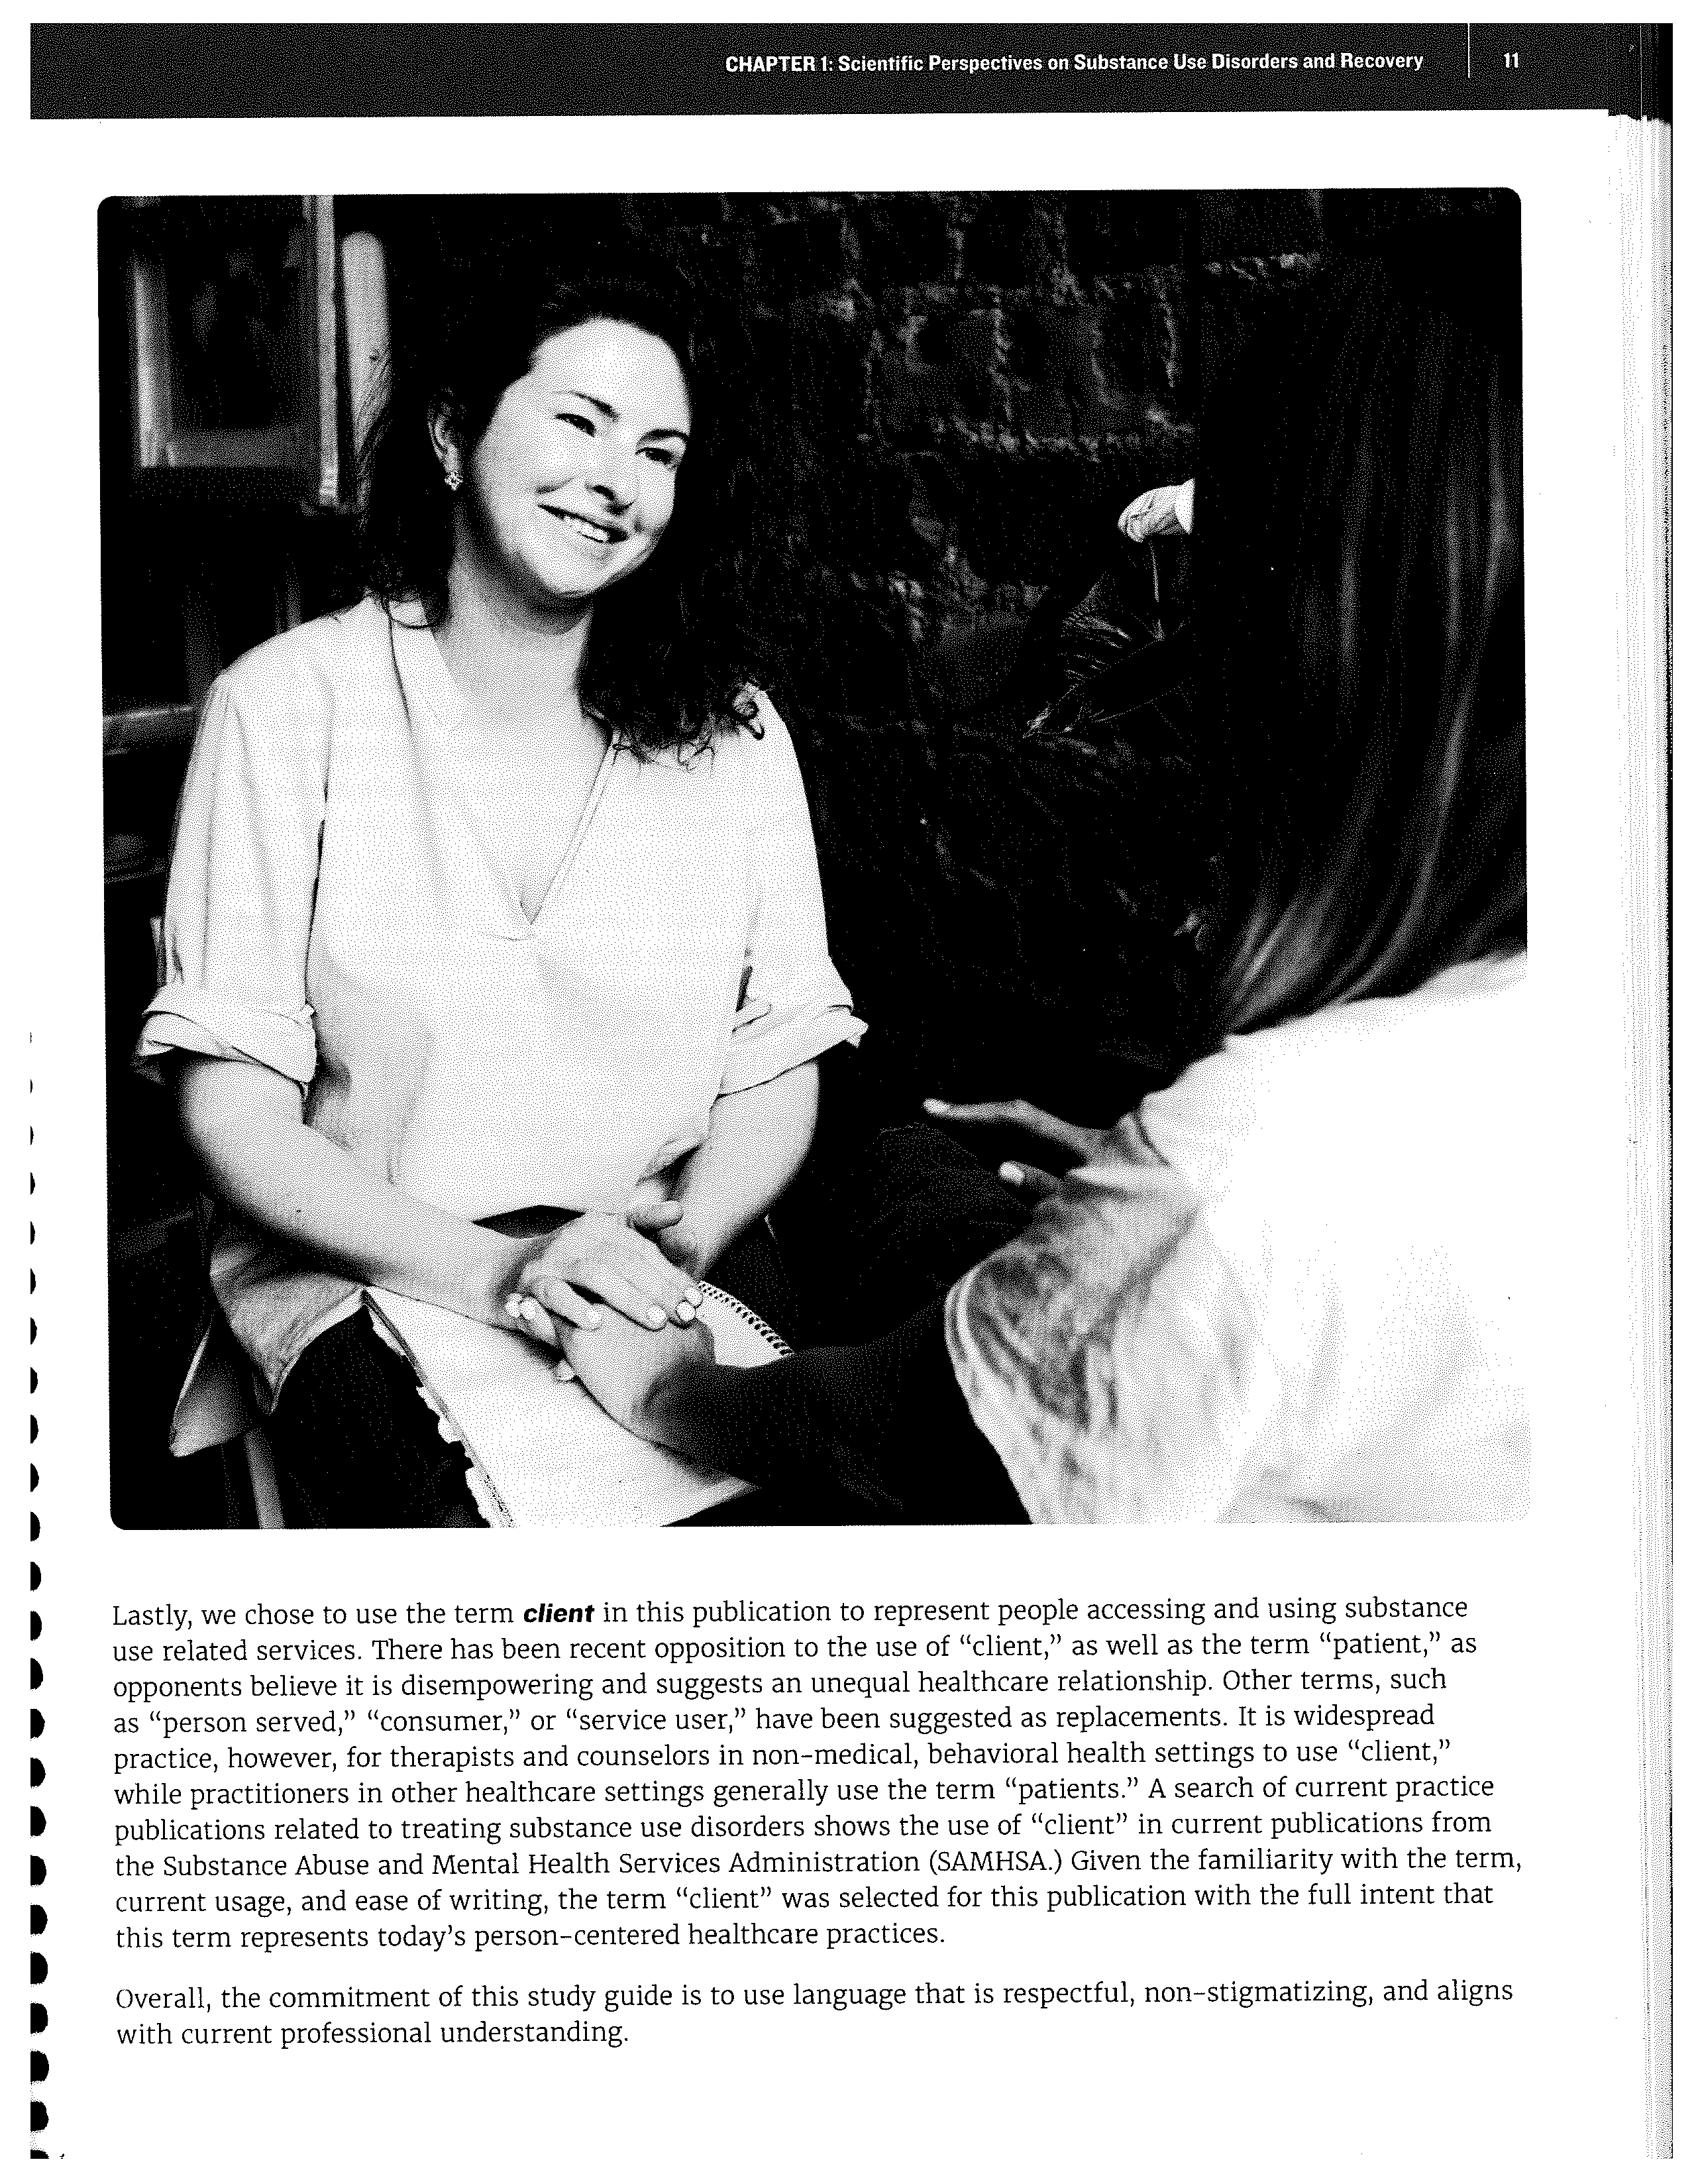 CHAPTER 1: Scientific Perspectives on Substance Use Disorders and Recovery 11
Lastly, we chose to use the term client in this publication to represent people accessing and using substance
use related services. There has been recent opposition to the use of “client,” as well as the term “patient,” as
opponents believe it is disempowering and suggests an unequal healthcare relationship. Other terms, such
as “person served,” “consumer,” or “service user,” have been suggested as replacements. It is widespread
practice, however, for therapists and counselors in non-medical, behavioral health settings to use “client,”
while practitioners in other healthcare settings generally use the term “patients.” A search of current practice
publications related to treating substance use disorders shows the use of “client” in current publications from
the Substance Abuse and Mental Health Services Administration (SAMHSA.) Given the familiarity with the term,
current usage, and ease of writing, the term “client” was selected for this publication with the full intent that
this term represents today’s person-centered healthcare practices.
Overall, the commitment of this study guide is to use language that is respectful, non-stigmatizing, and aligns
with current professional understanding.